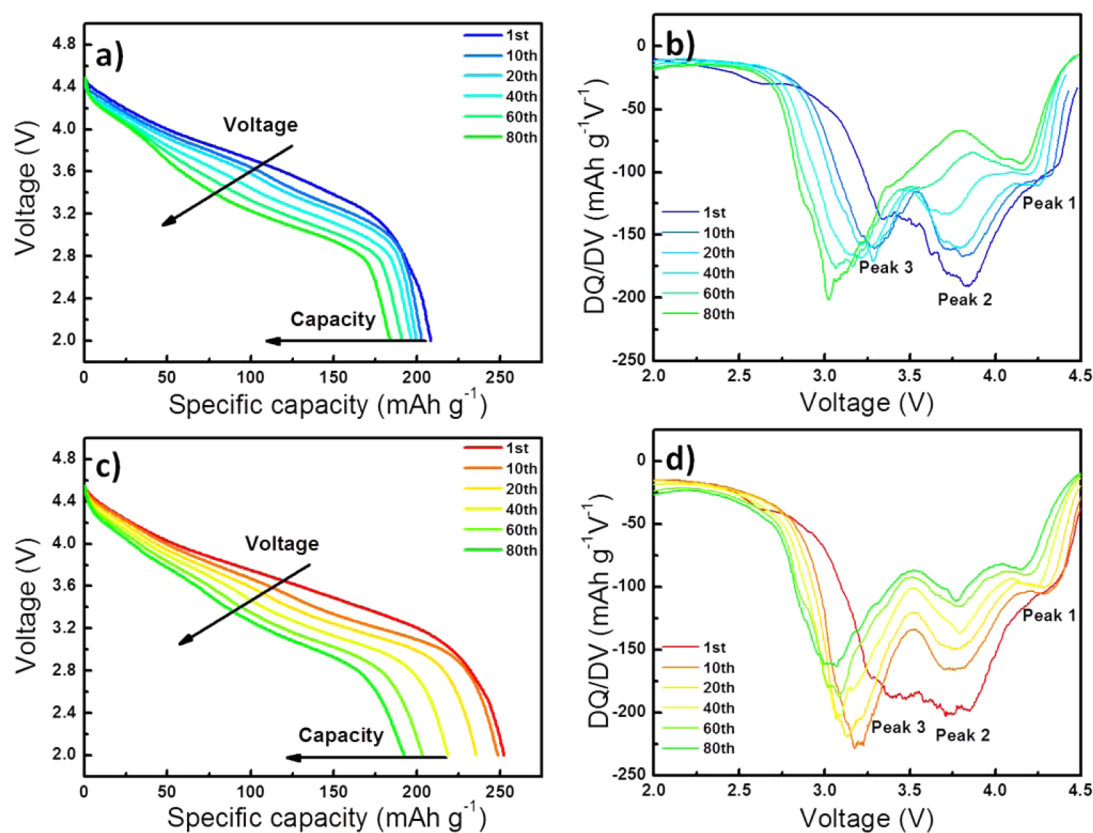 a)
Voltage (V)
4.8
4.4
4.0
3.6
3.2
2.8
2.4
2.0
1st
10th
20th
40th
60th
80th
Voltage
Capacity
0 50 100 150 200 250
Specific capacity (mAh g⁻¹)
b)
DQ/DV (mAh g⁻¹V⁻¹)
0
-50
-100
-150
-200
-250
1st
10th
20th
40th
60th
80th
Peak 1
Peak 3
Peak 2
2.0 2.5 3.0 3.5 4.0 4.5
Voltage (V)
c)
Voltage (V)
4.8
4.4
4.0
3.6
3.2
2.8
2.4
2.0
1st
10th
20th
40th
60th
80th
Voltage
Capacity
0 50 100 150 200 250
Specific capacity (mAh g⁻¹)
d)
DQ/DV (mAh g⁻¹V⁻¹)
0
-50
-100
-150
-200
-250
Peak 1
1st
10th
20th
40th
60th
80th
Peak 3
Peak 2
2.0 2.5 3.0 3.5 4.0 4.5
Voltage (V)